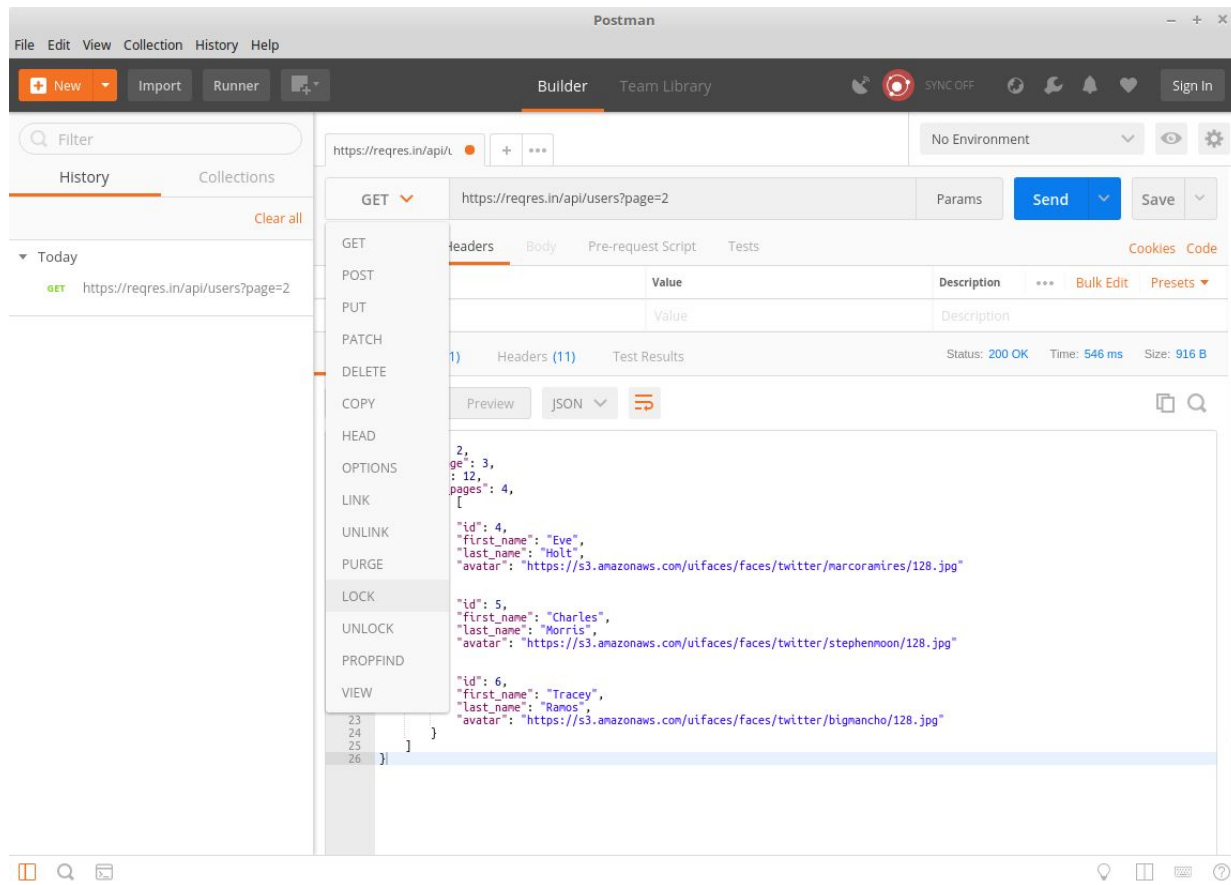 Postman
File Edit View Collection History Help
New Import Runner Builder Team Library SYNC OFF Sign In
Filter
History Collections
Clear all
Today
GET https://reqres.in/api/users?page=2
https://reqres.in/api/u
No Environment
GET https://reqres.in/api/users?page=2 Params Send Save
Headers Body Pre-request Script Tests Cookies Code
Value Description Bulk Edit Presets
Value Description
1) Headers (11) Test Results Status: 200 OK Time: 546 ms Size: 916 B
Preview JSON
GET
POST
PUT
PATCH
DELETE
COPY
HEAD
OPTIONS
LINK
UNLINK
PURGE
LOCK
UNLOCK
PROPFIND
VIEW
2,
ge": 3,
: 12,
pages": 4,
[
"id": 4,
"first_name": "Eve",
"last_name": "Holt",
"avatar": "https://s3.amazonaws.com/uifaces/faces/twitter/marcoramires/128.jpg"
"id": 5,
"first_name": "Charles",
"last_name": "Morris",
"avatar": "https://s3.amazonaws.com/uifaces/faces/twitter/stephenmoon/128.jpg"
"id": 6,
"first_name": "Tracey",
"last_name": "Ramos",
23 "avatar": "https://s3.amazonaws.com/uifaces/faces/twitter/bigmancho/128.jpg"
24 }
25 ]
26 }